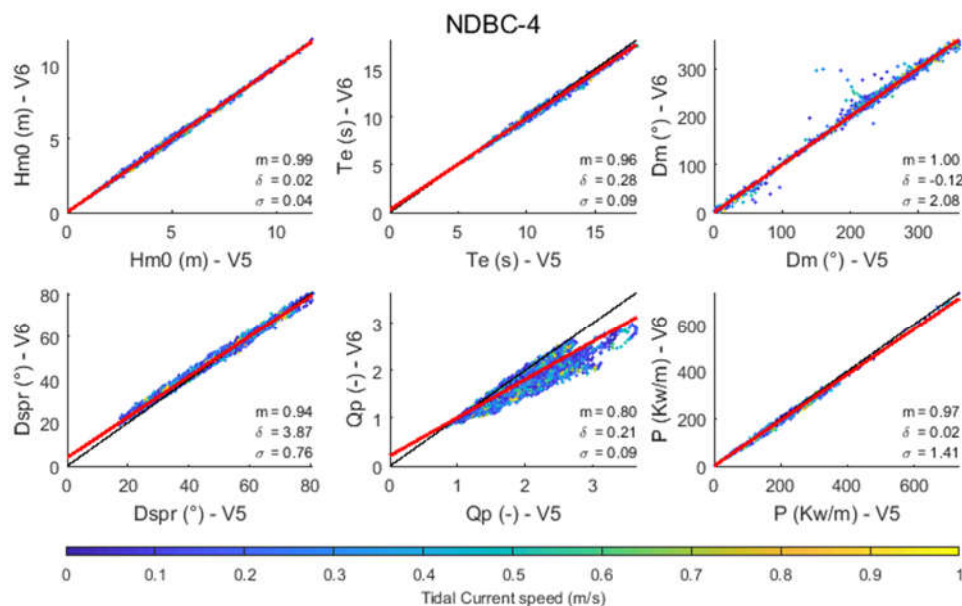 NDBC-4
Hm0 (m) - V6
10
5
0
0 5 10
m = 0.99
δ = 0.02
σ = 0.04
Hm0 (m) - V5
Te (s) - V6
15
10
5
0
0 5 10 15
m = 0.96
δ = 0.28
σ = 0.09
Te (s) - V5
Dm (°) - V6
300
200
100
0
0 100 200 300
m = 1.00
δ = -0.12
σ = 2.08
Dm (°) - V5
Dspr (°) - V6
80
60
40
20
0
0 20 40 60 80
m = 0.94
δ = 3.87
σ = 0.76
Dspr (°) - V5
Qp (-) - V6
3
2
1
0
0 1 2 3
m = 0.80
δ = 0.21
σ = 0.09
Qp (-) - V5
P (Kw/m) - V6
600
400
200
0
0 200 400 600
m = 0.97
δ = 0.02
σ = 1.41
P (Kw/m) - V5
0 0.1 0.2 0.3 0.4 0.5 0.6 0.7 0.8 0.9 1
Tidal Current speed (m/s)